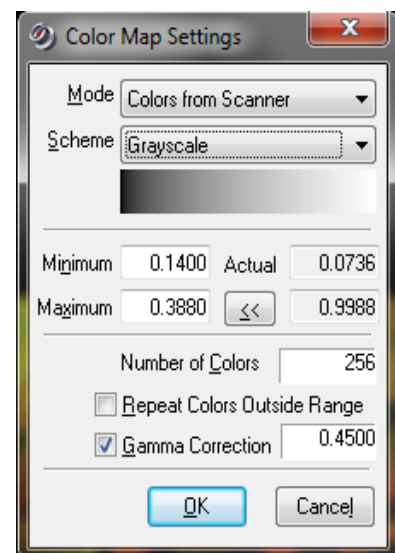 Color Map Settings
Mode Colors from Scanner
Scheme Grayscale
Minimum 0.1400 Actual 0.0736
Maximum 0.3880 << 0.9988
Number of Colors 256
Repeat Colors Outside Range
Gamma Correction 0.4500
OK Cancel